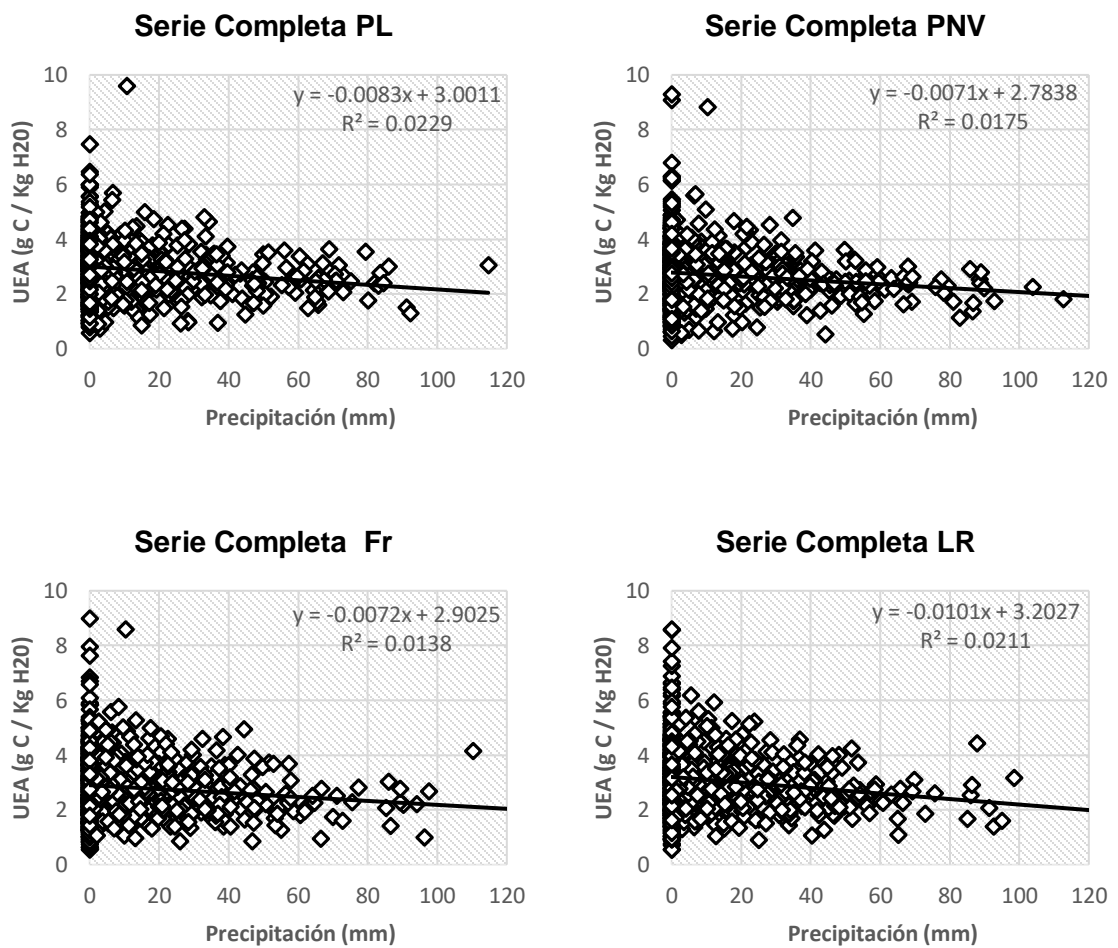 Serie Completa PL
10
8
6
4
2
0
UEA (g C / Kg H20)
y = -0.0083x + 3.0011
R² = 0.0229
0 20 40 60 80 100 120
Precipitación (mm)
Serie Completa PNV
10
8
6
4
2
0
UEA (g C / Kg H20)
y = -0.0071x + 2.7838
R² = 0.0175
0 20 40 60 80 100 120
Precipitación (mm)
Serie Completa Fr
10
8
6
4
2
0
UEA (g C / Kg H20)
y = -0.0072x + 2.9025
R² = 0.0138
0 20 40 60 80 100 120
Precipitación (mm)
Serie Completa LR
10
8
6
4
2
0
UEA (g C / Kg H20)
y = -0.0101x + 3.2027
R² = 0.0211
0 20 40 60 80 100 120
Precipitación (mm)